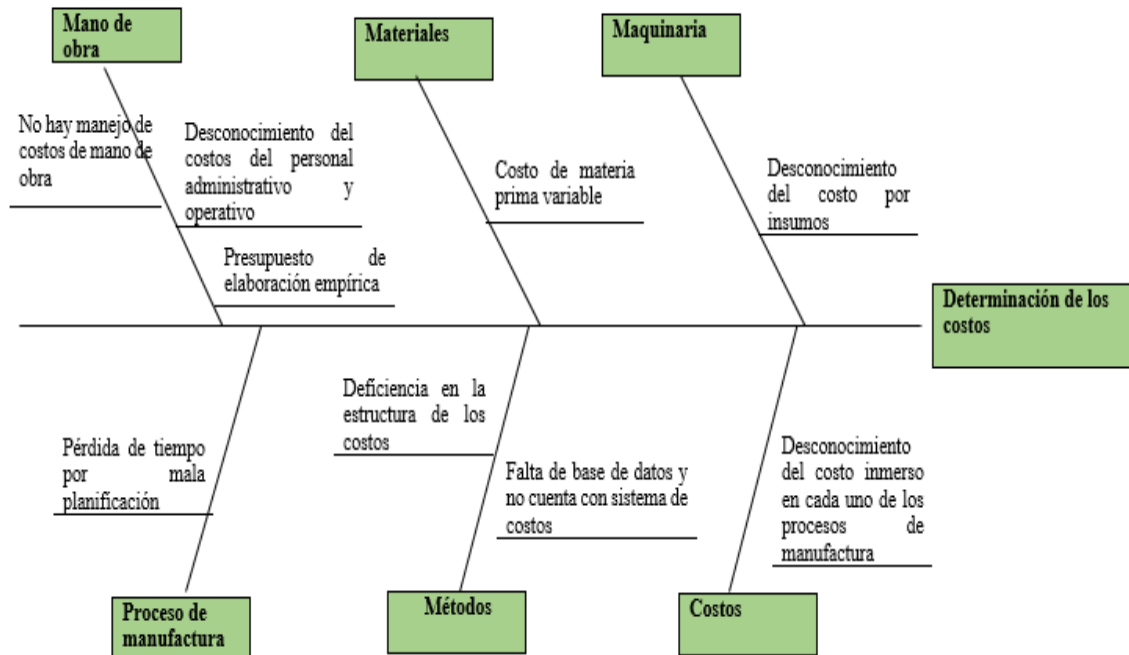 Mano de
obra
Materiales
Maquinaria
No hay manejo de
costos de mano de
obra
Desconocimiento del
costos del personal
administrativo y
operativo
Presupuesto de
elaboración empírica
Costo de materia
prima variable
Desconocimiento
del costo por
insumos
Determinación de los
costos
Pérdida de tiempo
por mala
planificación
Deficiencia en la
estructura de los
costos
Falta de base de datos y
no cuenta con sistema de
costos
Desconocimiento
del costo inmerso
en cada uno de los
procesos de
manufactura
Proceso de
manufactura
Métodos
Costos